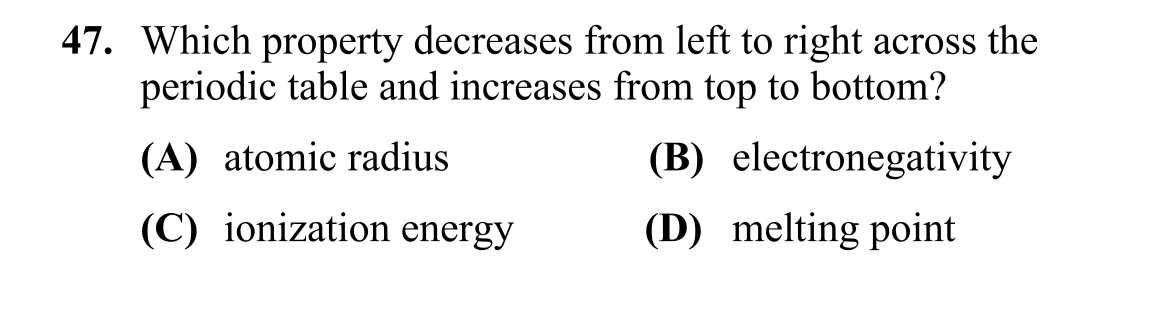 47. Which property decreases from left to right across the
periodic table and increases from top to bottom?
(A) atomic radius (B) electronegativity
(C) ionization energy (D) melting point